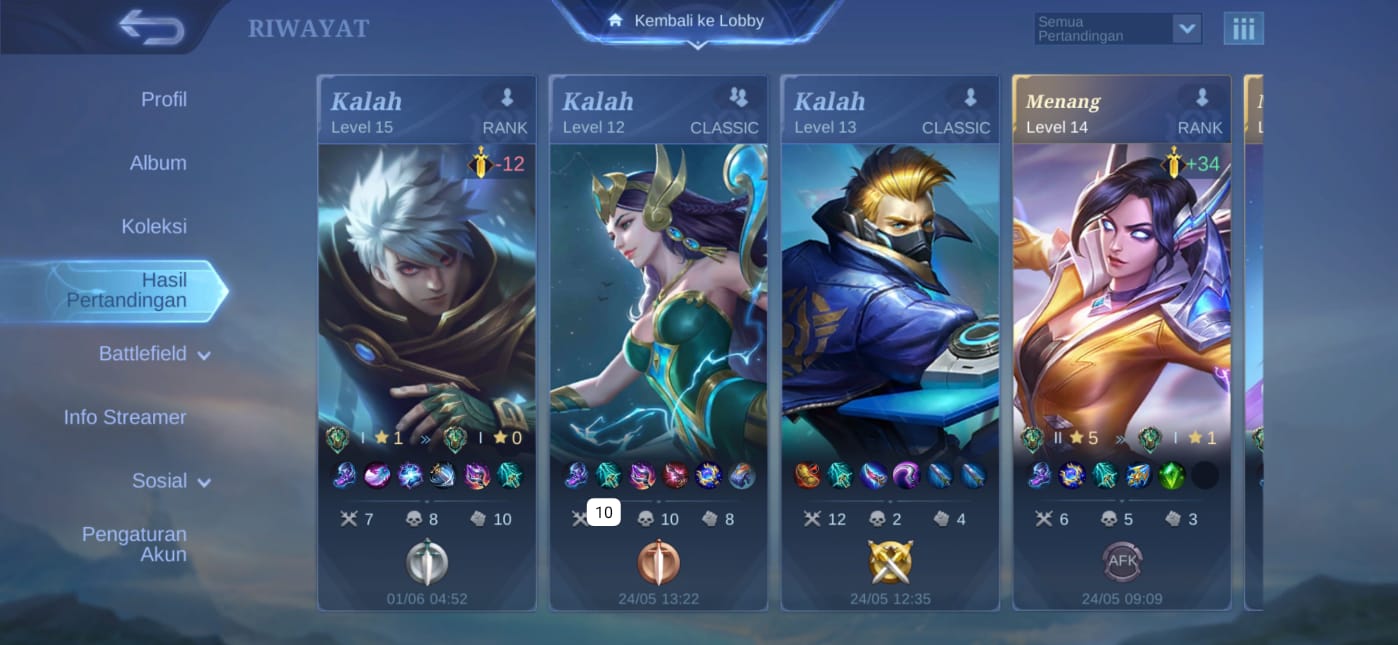 RIWAYAT
Kembali ke Lobby
Semua
Pertandingan
Profil
Album
Koleksi
Hasil
Pertandingan
Battlefield
Info Streamer
Sosial
Pengaturan
Akun
Kalah
Level 15 RANK
-12
I 1 » I 0
7 8 10
01/06 04:52
Kalah
Level 12 CLASSIC
10 10 8
24/05 13:22
Kalah
Level 13 CLASSIC
12 2 4
24/05 12:35
Menang
Level 14 RANK
+34
II 5 » I 1
6 5 3
AFK
24/05 09:09